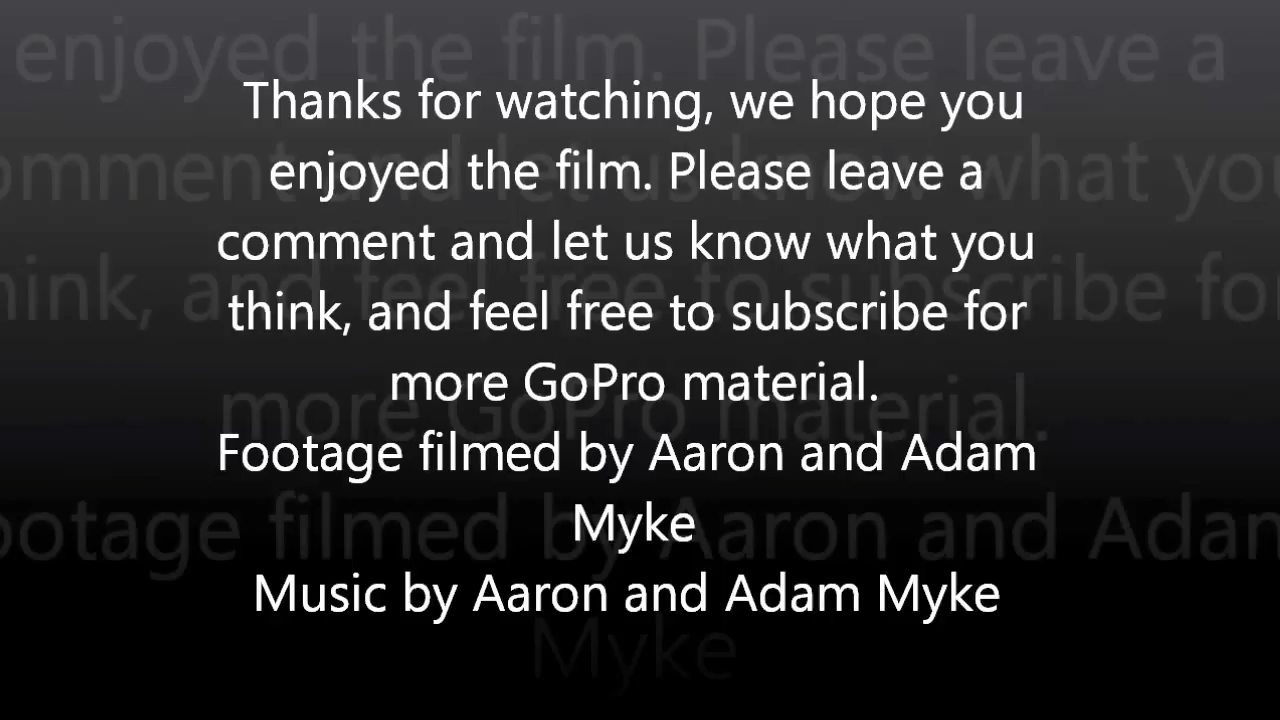 Thanks for watching, we hope you
enjoyed the film. Please leave a
comment and let us know what you
think, and feel free to subscribe for
more GoPro material.
Footage filmed by Aaron and Adam
Myke
Music by Aaron and Adam Myke